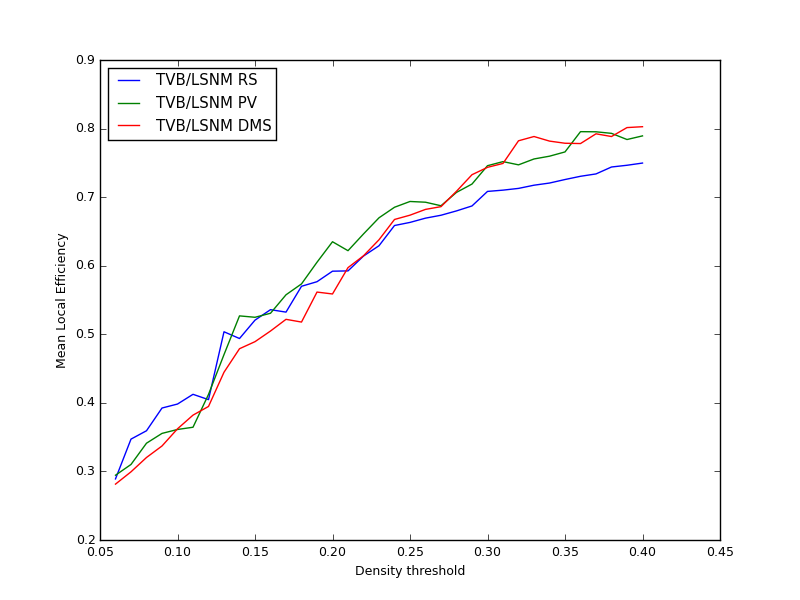 0.9
0.8
0.7
0.6
0.5
0.4
0.3
0.2
Mean Local Efficiency
TVB/LSNM RS
TVB/LSNM PV
TVB/LSNM DMS
0.05 0.10 0.15 0.20 0.25 0.30 0.35 0.40 0.45
Density threshold